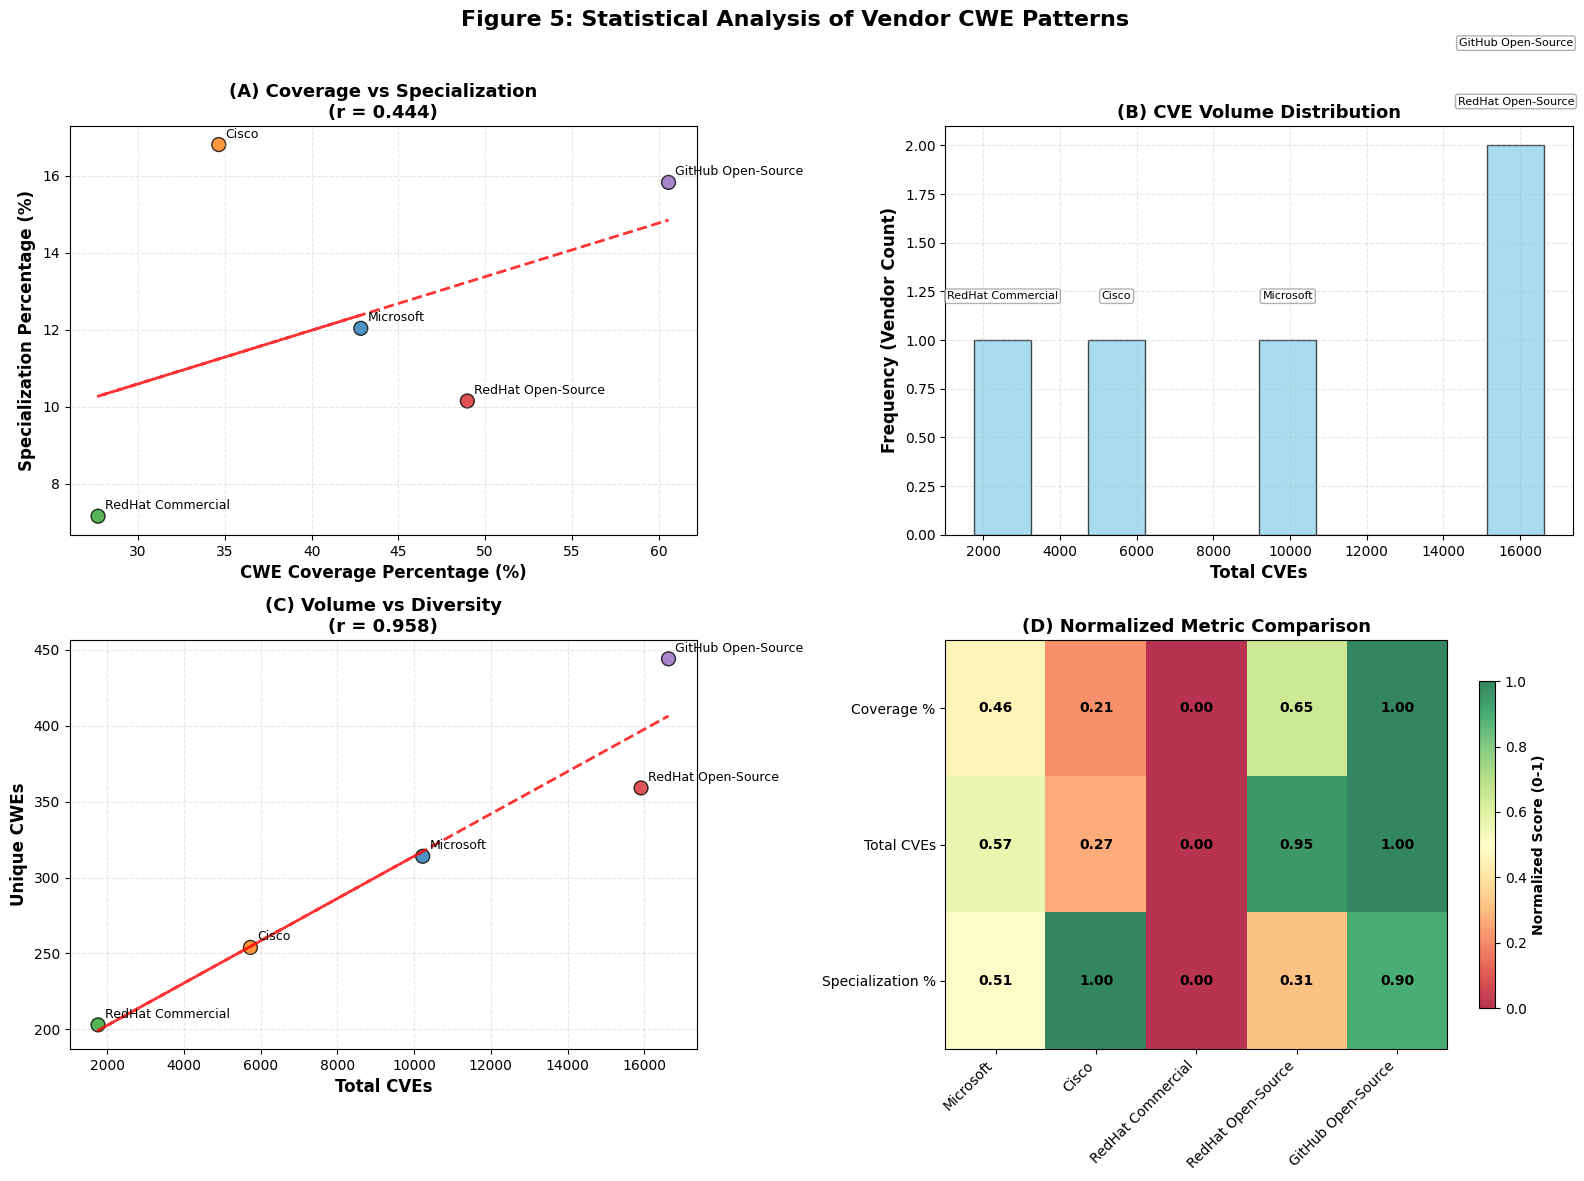 Figure 5: Statistical Analysis of Vendor CWE Patterns
(A) Coverage vs Specialization
(r = 0.444)
Specialization Percentage (%)
16
14
12
10
8
Cisco
GitHub Open-Source
Microsoft
RedHat Open-Source
RedHat Commercial
30
35
40
45
50
55
60
CWE Coverage Percentage (%)
GitHub Open-Source
RedHat Open-Source
(B) CVE Volume Distribution
Frequency (Vendor Count)
2.00
1.75
1.50
1.25
1.00
0.75
0.50
0.25
0.00
RedHat Commercial
Cisco
Microsoft
2000
4000
6000
8000
10000
12000
14000
16000
Total CVEs
(C) Volume vs Diversity
(r = 0.958)
Unique CWEs
450
400
350
300
250
200
GitHub Open-Source
RedHat Open-Source
Microsoft
Cisco
RedHat Commercial
2000
4000
6000
8000
10000
12000
14000
16000
Total CVEs
(D) Normalized Metric Comparison
Coverage %
0.46
0.21
0.00
0.65
1.00
Total CVEs
0.57
0.27
0.00
0.95
1.00
Specialization %
0.51
1.00
0.00
0.31
0.90
Microsoft
Cisco
RedHat Commercial
RedHat Open-Source
GitHub Open-Source
1.0
0.8
0.6
0.4
0.2
0.0
Normalized Score (0-1)